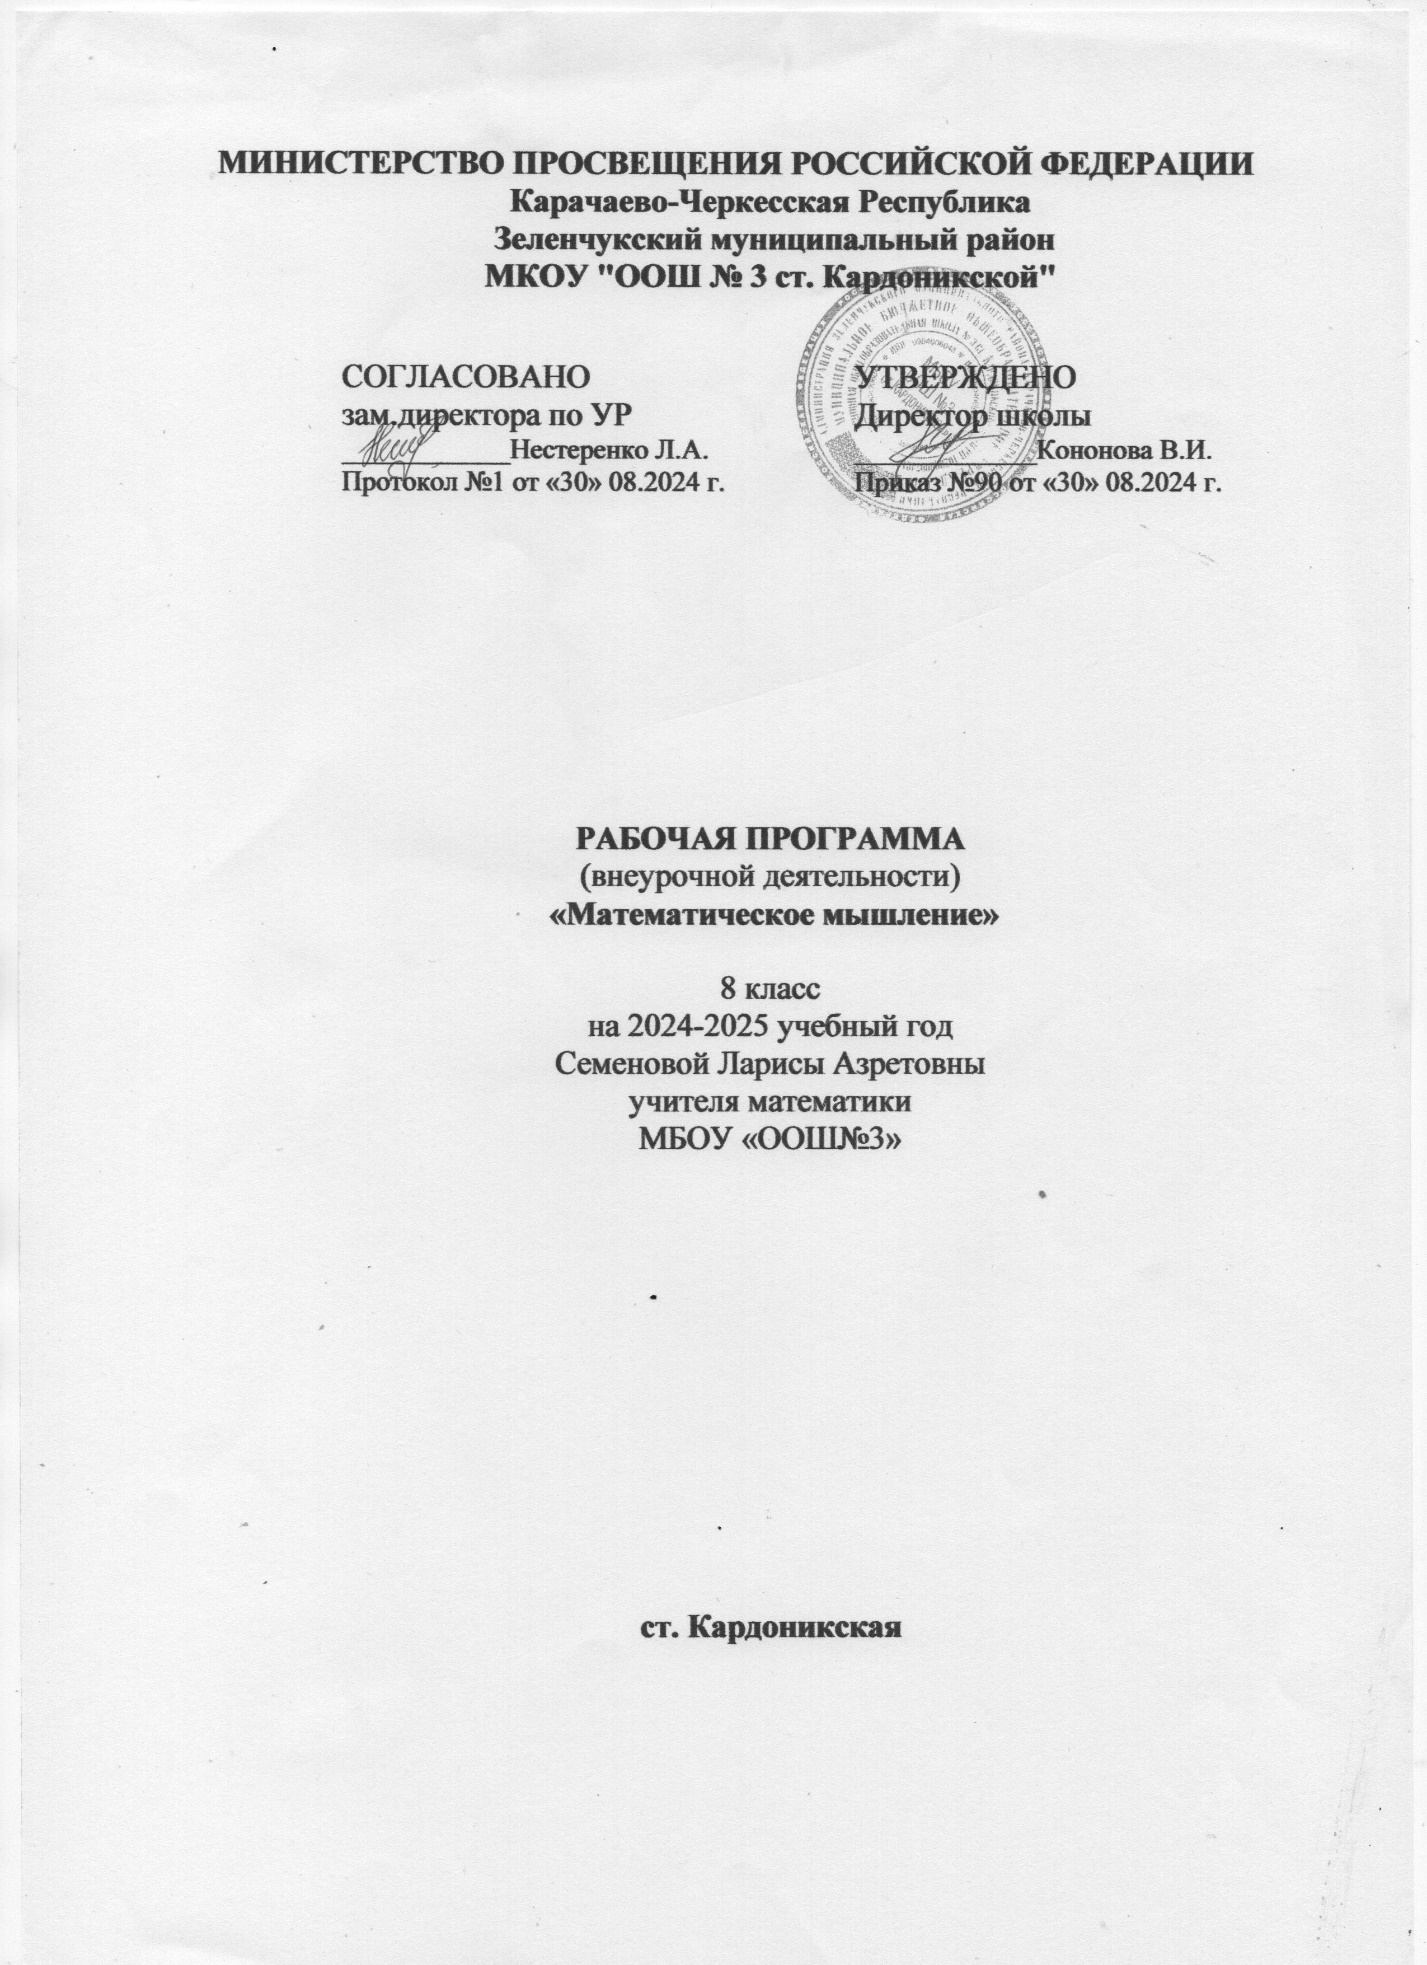 МИНИСТЕРСТВО ПРОСВЕЩЕНИЯ РОССИЙСКОЙ ФЕДЕРАЦИИ
Карачаево-Черкесская Республика
Зеленчукский муниципальный район
МКОУ "ООШ № 3 ст. Кардоникской"
СОГЛАСОВАНО
зам.директора по УР
____________Нестеренко Л.А.
Протокол №1 от «30» 08.2024 г.
УТВЕРЖДЕНО
Директор школы
_____________Кононова В.И.
Приказ №90 от «30» 08.2024 г.
РАБОЧАЯ ПРОГРАММА
(внеурочной деятельности)
«Математическое мышление»
8 класс
на 2024-2025 учебный год
Семеновой Ларисы Азретовны
учителя математики
МБОУ «ООШ№3»
ст. Кардоникская